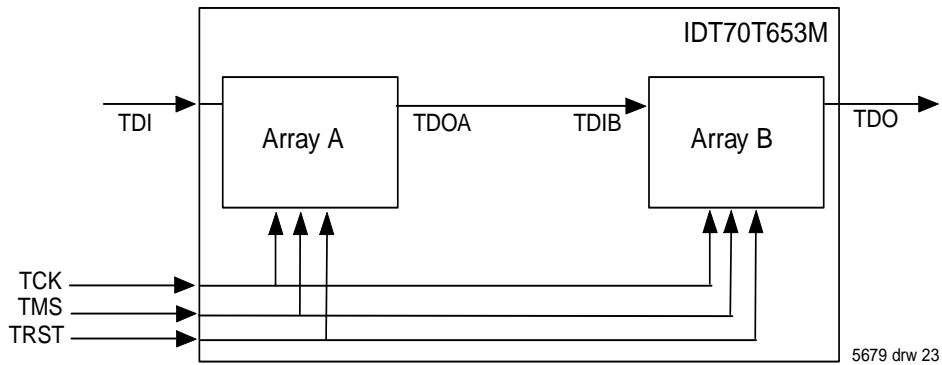 IDT70T653M
TDI
Array A
TDOA
TDIB
Array B
TDO
TCK
TMS
TRST
5679 drw 23